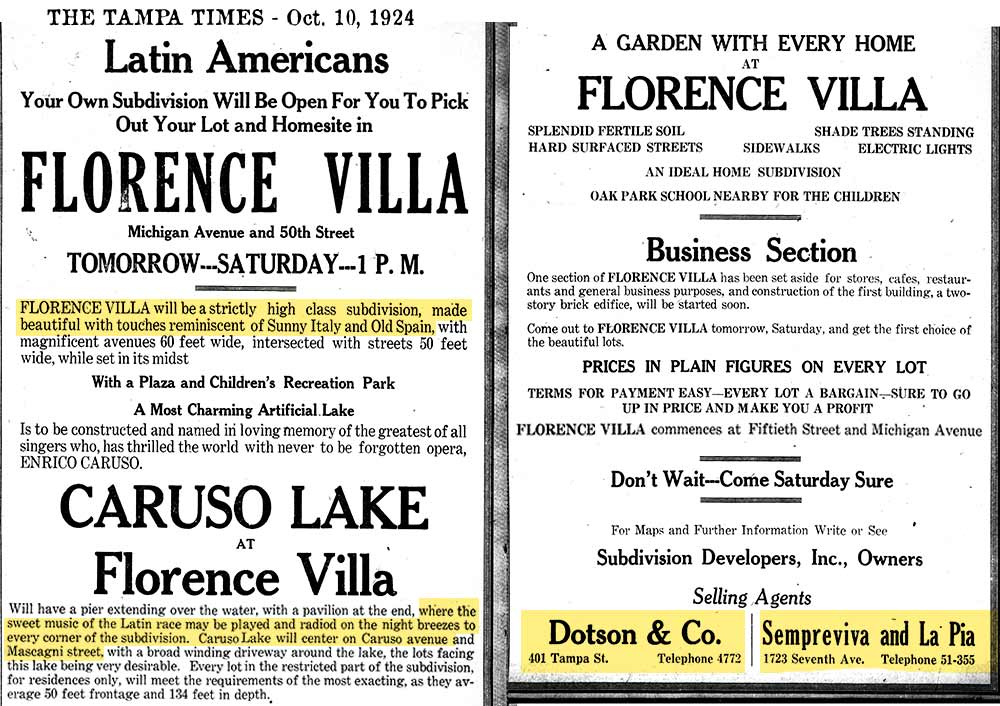 THE TAMPA TIMES - Oct. 10, 1924
Latin Americans
Your Own Subdivision Will Be Open For You To Pick
Out Your Lot and Homesite in
FLORENCE VILLA
Michigan Avenue and 50th Street
TOMORROW---SATURDAY---1 P. M.
FLORENCE VILLA will be a strictly high class subdivision, made
beautiful with touches reminiscent of Sunny Italy and Old Spain, with
magnificent avenues 60 feet wide, intersected with streets 50 feet
wide, while set in its midst
With a Plaza and Children's Recreation Park
A Most Charming Artificial Lake
Is to be constructed and named in loving memory of the greatest of all
singers who, has thrilled the world with never to be forgotten opera,
ENRICO CARUSO.
CARUSO LAKE
AT
Florence Villa
Will have a pier extending over the water, with a pavilion at the end, where the
sweet music of the Latin race may be played and radiod on the night breezes to
every corner of the subdivision. Caruso Lake will center on Caruso avenue and
Mascagni street, with a broad winding driveway around the lake, the lots facing
this lake being very desirable. Every lot in the restricted part of the subdivision,
for residences only, will meet the requirements of the most exacting, as they av-
erage 50 feet frontage and 134 feet in depth.
A GARDEN WITH EVERY HOME
AT
FLORENCE VILLA
SPLENDID FERTILE SOIL SHADE TREES STANDING
HARD SURFACED STREETS SIDEWALKS ELECTRIC LIGHTS
AN IDEAL HOME SUBDIVISION
OAK PARK SCHOOL NEARBY FOR THE CHILDREN
Business Section
One section of FLORENCE VILLA has been set aside for stores, cafes, restaur-
ants and general business purposes, and construction of the first building, a two-
story brick edifice, will be started soon.
Come out to FLORENCE VILLA tomorrow, Saturday, and get the first choice of
the beautiful lots.
PRICES IN PLAIN FIGURES ON EVERY LOT
TERMS FOR PAYMENT EASY—EVERY LOT A BARGAIN—SURE TO GO
UP IN PRICE AND MAKE YOU A PROFIT
FLORENCE VILLA commences at Fiftieth Street and Michigan Avenue
Don't Wait---Come Saturday Sure
For Maps and Further Information Write or See
Subdivision Developers, Inc., Owners
Selling Agents
Dotson & Co.
401 Tampa St. Telephone 4772
Sempreviva and La Pia
1723 Seventh Ave. Telephone 51-355